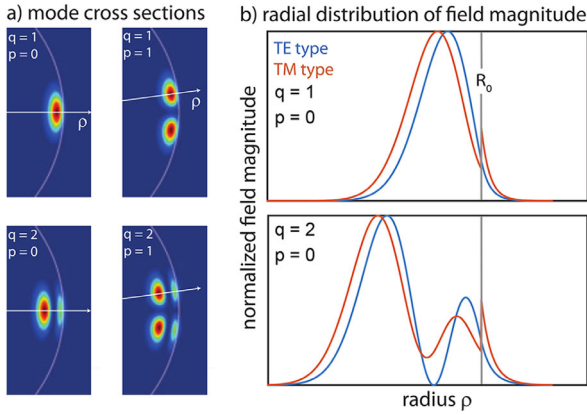 a) mode cross sections
q = 1
p = 0
ρ
q = 1
p = 1
ρ
q = 2
p = 0
q = 2
p = 1
b) radial distribution of field magnitude
TE type
TM type
q = 1
p = 0
R₀
q = 2
p = 0
normalized field magnitude
radius ρ